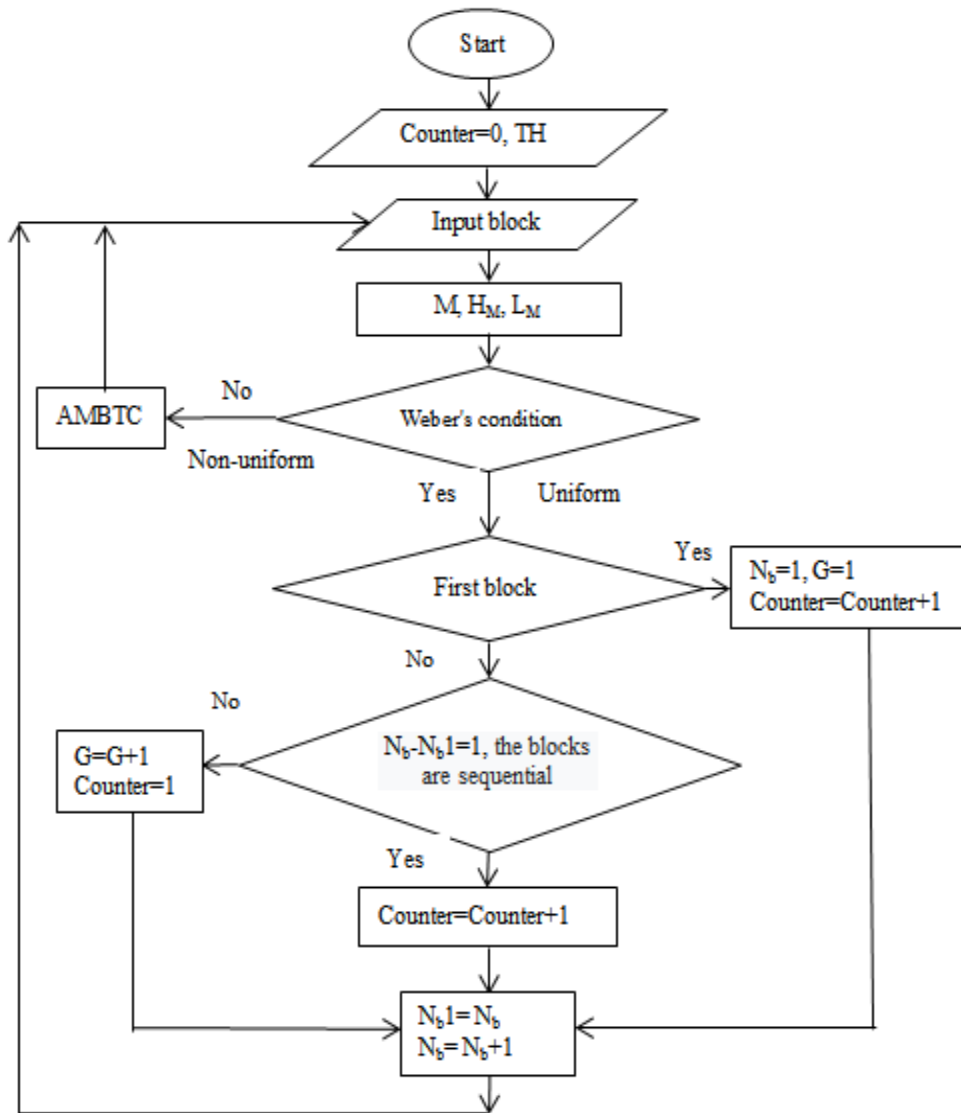 Start
Counter=0, TH
Input block
M, H_M, L_M
Weber's condition
No
Non-uniform
AMBTC
Yes
Uniform
First block
Yes
N_b=1, G=1
Counter=Counter+1
No
N_b-N_b1=1, the blocks
are sequential
No
G=G+1
Counter=1
Yes
Counter=Counter+1
N_b1= N_b
N_b= N_b+1